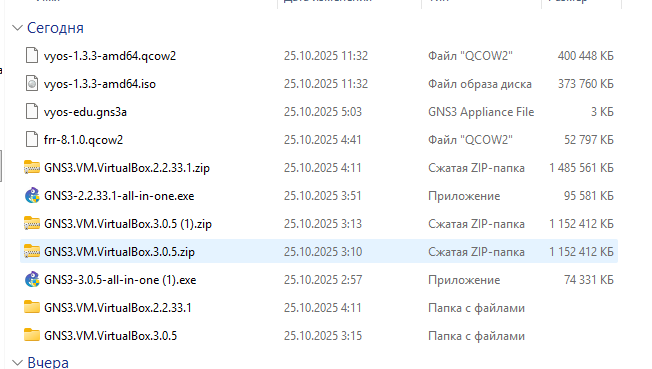 Дата изменения Тип Размер
Сегодня
vyos-1.3.3-amd64.qcow2 25.10.2025 11:32 Файл "QCOW2" 400 448 КБ
vyos-1.3.3-amd64.iso 25.10.2025 11:32 Файл образа диска 373 760 КБ
vyos-edu.gns3a 25.10.2025 5:03 GNS3 Appliance File 3 КБ
frr-8.1.0.qcow2 25.10.2025 4:41 Файл "QCOW2" 52 797 КБ
GNS3.VM.VirtualBox.2.2.33.1.zip 25.10.2025 4:11 Сжатая ZIP-папка 1 485 561 КБ
GNS3-2.2.33.1-all-in-one.exe 25.10.2025 3:51 Приложение 95 581 КБ
GNS3.VM.VirtualBox.3.0.5 (1).zip 25.10.2025 3:13 Сжатая ZIP-папка 1 152 412 КБ
GNS3.VM.VirtualBox.3.0.5.zip 25.10.2025 3:10 Сжатая ZIP-папка 1 152 412 КБ
GNS3-3.0.5-all-in-one (1).exe 25.10.2025 2:57 Приложение 74 331 КБ
GNS3.VM.VirtualBox.2.2.33.1 25.10.2025 4:11 Папка с файлами
GNS3.VM.VirtualBox.3.0.5 25.10.2025 3:15 Папка с файлами
Вчера